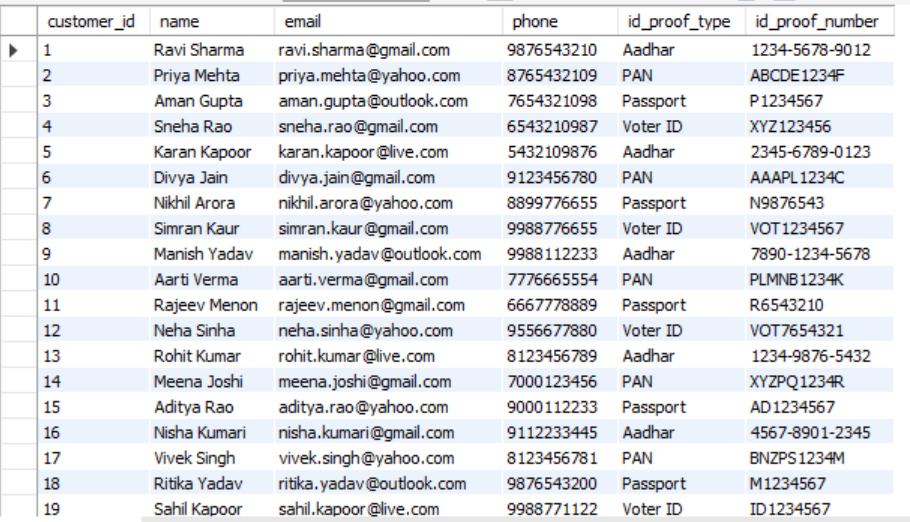 customer_id name email phone id_proof_type id_proof_number
1 Ravi Sharma ravi.sharma@gmail.com 9876543210 Aadhar 1234-5678-9012
2 Priya Mehta priya.mehta@yahoo.com 8765432109 PAN ABCDE1234F
3 Aman Gupta aman.gupta@outlook.com 7654321098 Passport P1234567
4 Sneha Rao sneha.rao@gmail.com 6543210987 Voter ID XYZ123456
5 Karan Kapoor karan.kapoor@live.com 5432109876 Aadhar 2345-6789-0123
6 Divya Jain divya.jain@gmail.com 9123456780 PAN AAAPL1234C
7 Nikhil Arora nikhil.arora@yahoo.com 8899776655 Passport N9876543
8 Simran Kaur simran.kaur@gmail.com 9988776655 Voter ID VOT1234567
9 Manish Yadav manish.yadav@outlook.com 9988112233 Aadhar 7890-1234-5678
10 Aarti Verma aarti.verma@gmail.com 7776665554 PAN PLMNB1234K
11 Rajeev Menon rajeev.menon@gmail.com 6667778889 Passport R6543210
12 Neha Sinha neha.sinha@yahoo.com 9556677880 Voter ID VOT7654321
13 Rohit Kumar rohit.kumar@live.com 8123456789 Aadhar 1234-9876-5432
14 Meena Joshi meena.joshi@gmail.com 7000123456 PAN XYZPQ1234R
15 Aditya Rao aditya.rao@yahoo.com 9000112233 Passport AD1234567
16 Nisha Kumari nisha.kumari@gmail.com 9112233445 Aadhar 4567-8901-2345
17 Vivek Singh vivek.singh@yahoo.com 8123456781 PAN BNZPS1234M
18 Ritika Yadav ritika.yadav@outlook.com 9876543200 Passport M1234567
19 Sahil Kapoor sahil.kapoor@live.com 9988771122 Voter ID ID1234567